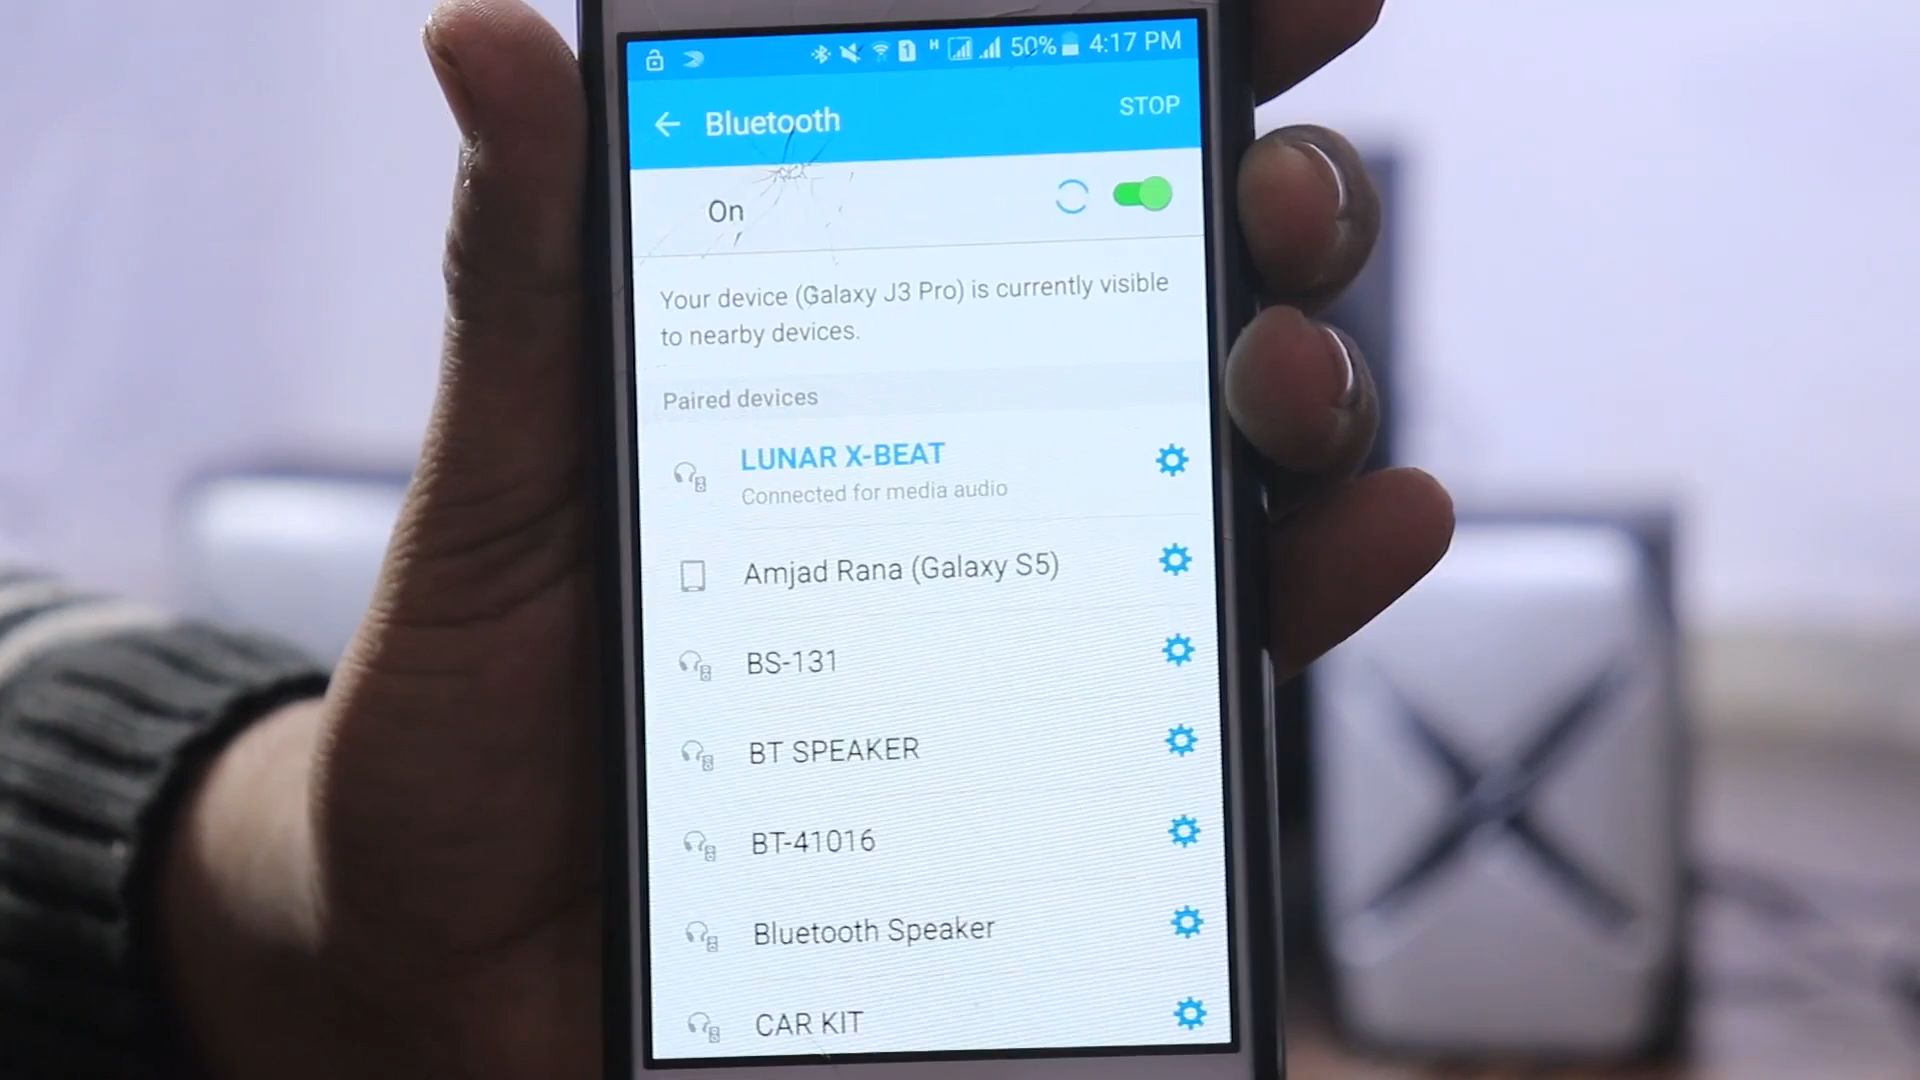 1 H 50% 4:17 PM
Bluetooth STOP
On
Your device (Galaxy J3 Pro) is currently visible
to nearby devices.
Paired devices
LUNAR X-BEAT
Connected for media audio
Amjad Rana (Galaxy S5)
BS-131
BT SPEAKER
BT-41016
Bluetooth Speaker
CAR KIT